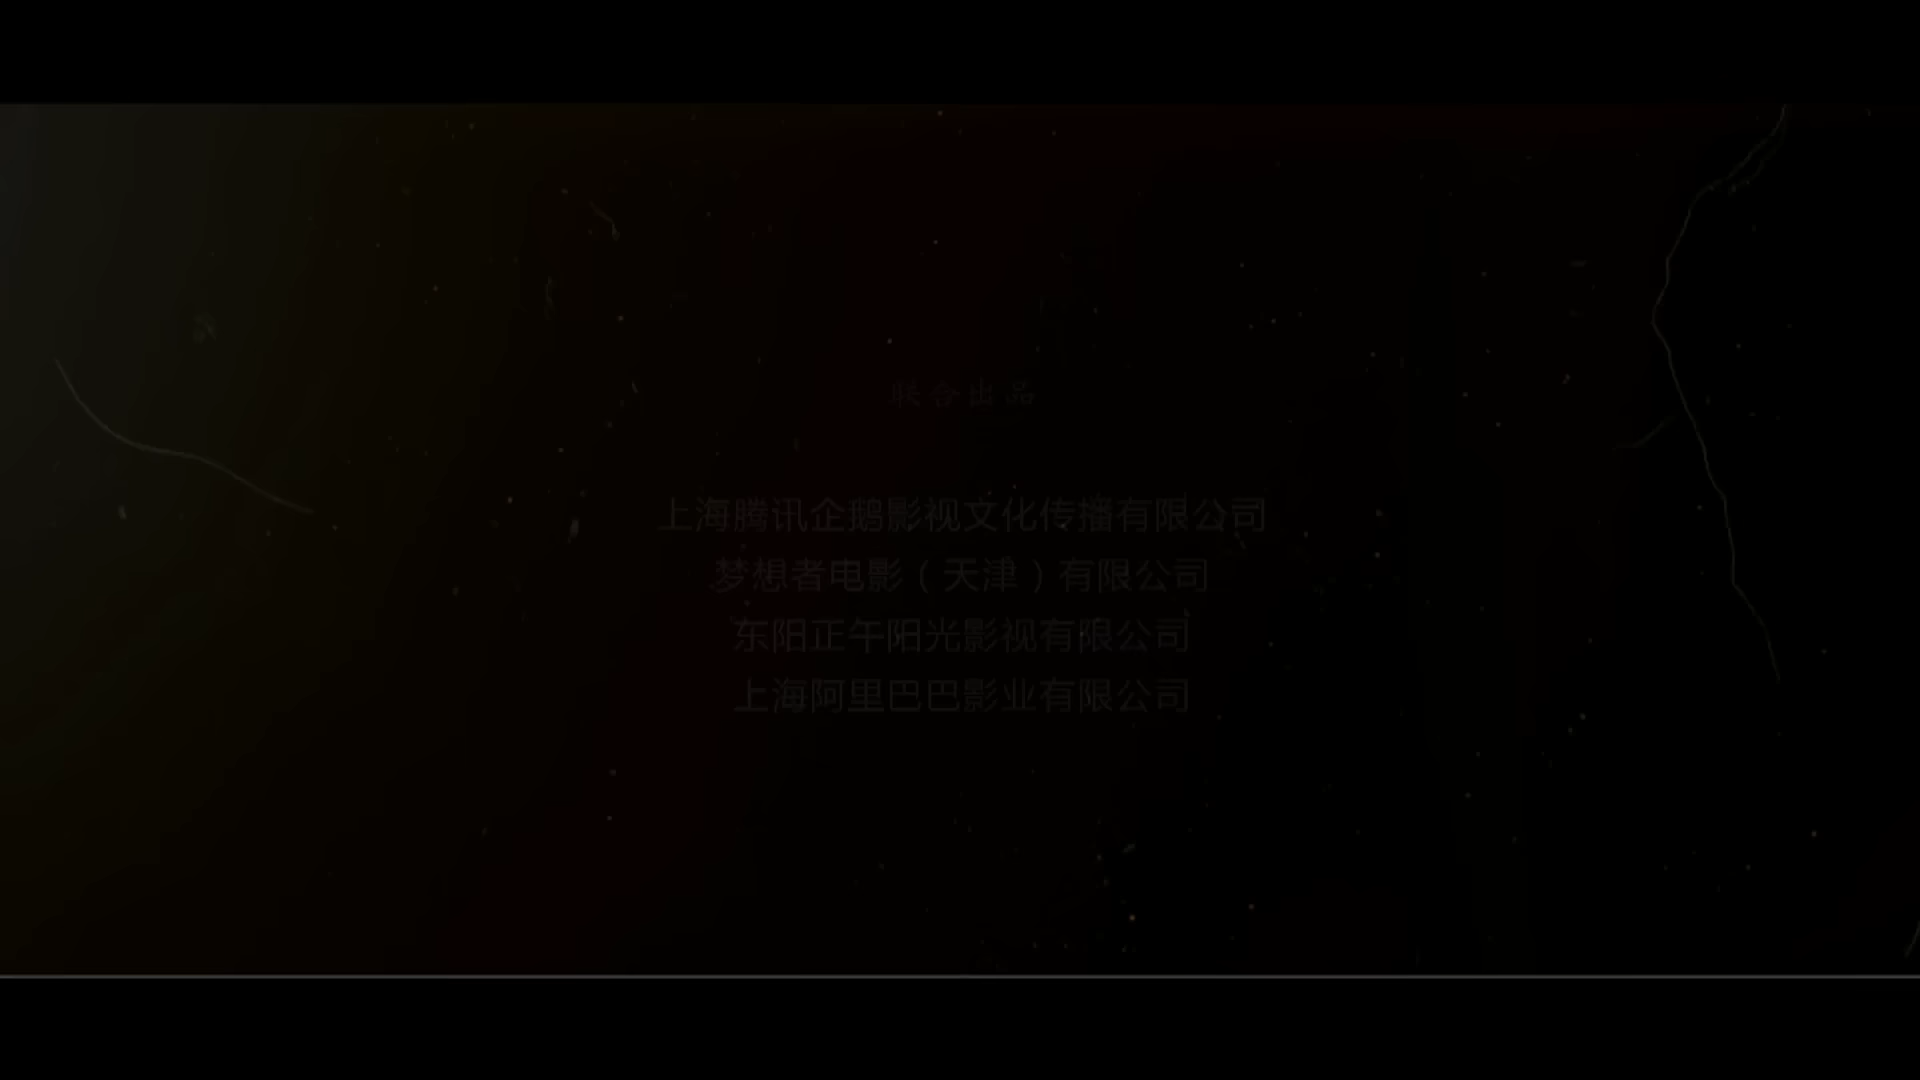 联合出品
上海腾讯企鹅影视文化传播有限公司
梦想者电影（天津）有限公司
东阳正午阳光影视有限公司
上海阿里巴巴影业有限公司